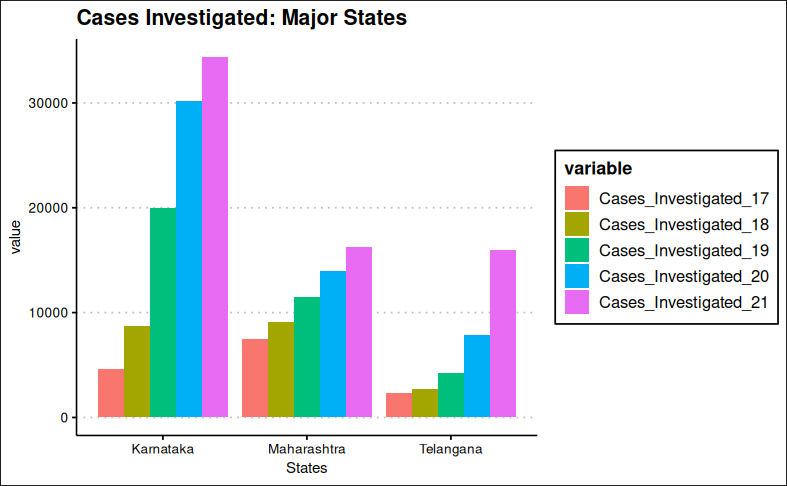 Cases Investigated: Major States
30000
20000
10000
0
value
Karnataka
Maharashtra
Telangana
States
variable
Cases_Investigated_17
Cases_Investigated_18
Cases_Investigated_19
Cases_Investigated_20
Cases_Investigated_21